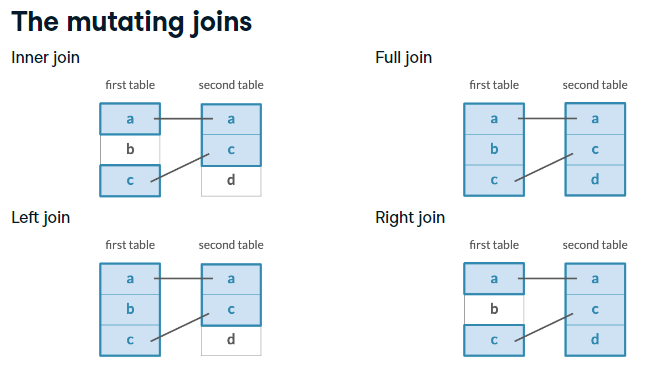 The mutating joins
Inner join
first table second table
a a
b c
c d
Full join
first table second table
a a
b c
c d
Left join
first table second table
a a
b c
c d
Right join
first table second table
a a
b c
c d